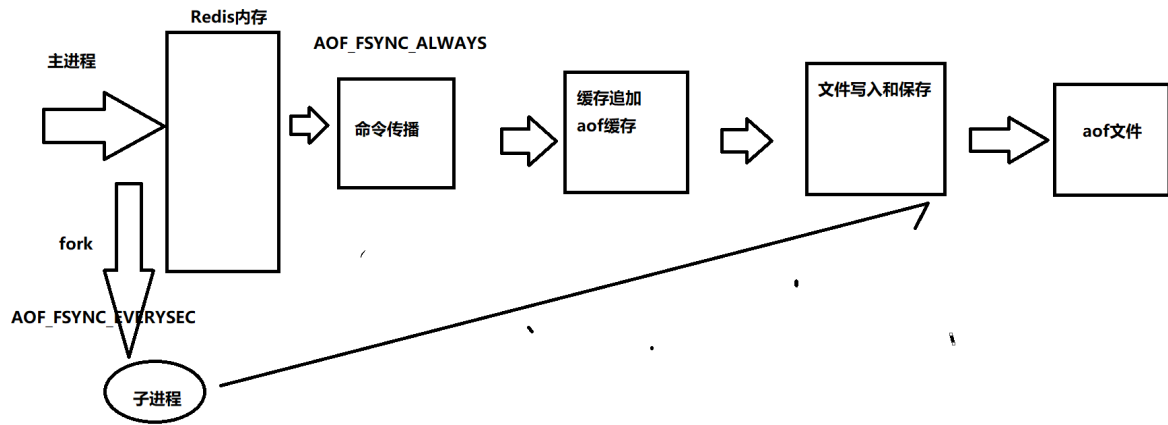 Redis内存
AOF_FSYNC_ALWAYS
主进程
命令传播
缓存追加
aof缓存
文件写入和保存
aof文件
fork
AOF_FSYNC_EVERYSEC
子进程